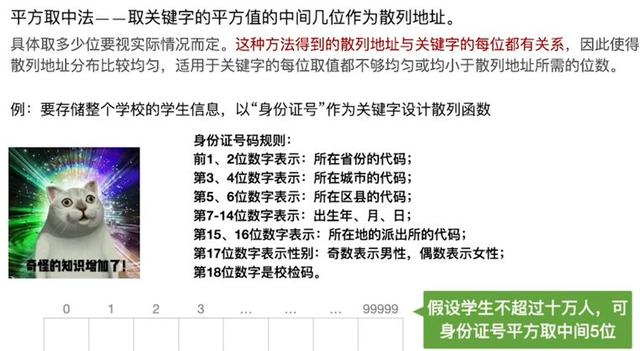 平方取中法——取关键字的平方值的中间几位作为散列地址。
具体取多少位要视实际情况而定。这种方法得到的散列地址与关键字的每位都有关系，因此使得
散列地址分布比较均匀，适用于关键字的每位取值都不够均匀或均小于散列地址所需的位数。
例：要存储整个学校的学生信息，以“身份证号”作为关键字设计散列函数
身份证号码规则：
前1、2位数字表示：所在省份的代码；
第3、4位数字表示：所在城市的代码；
第5、6位数字表示：所在区县的代码；
第7-14位数字表示：出生年、月、日；
第15、16位数字表示：所在地的派出所的代码；
第17位数字表示性别：奇数表示男性，偶数表示女性；
第18位数字是校检码。
奇怪的知识增加了！
0 1 2 3 ... ... ... 99999
假设学生不超过十万人，可
身份证号平方取中间5位